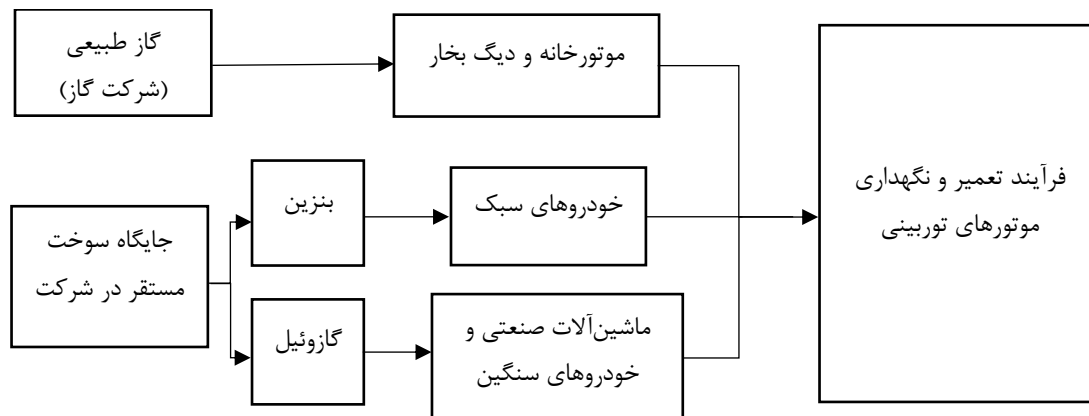 گاز طبیعی
(شرکت گاز)
موتورخانه و دیگ بخار
فرآیند تعمیر و نگهداری
موتورهای توربینی
بنزین
خودروهای سبک
جایگاه سوخت
مستقر در شرکت
گازوئیل
ماشین‌آلات صنعتی و
خودروهای سنگین